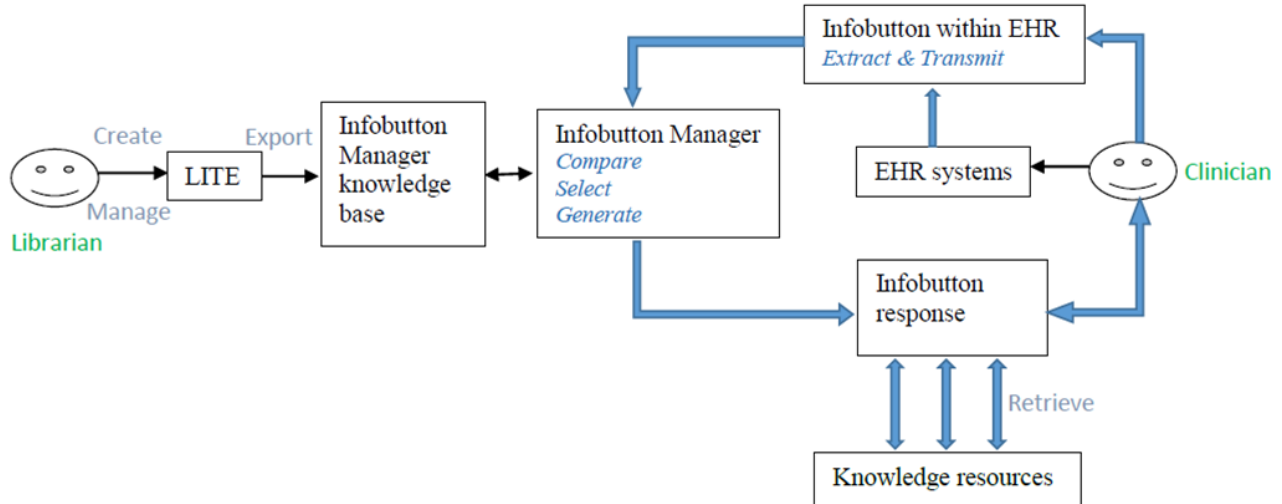 Infobutton within EHR
Extract & Transmit
Create
Export
Infobutton
Manager
knowledge
base
Infobutton Manager
Compare
Select
Generate
LITE
EHR systems
Clinician
Manage
Librarian
Infobutton
response
Retrieve
Knowledge resources